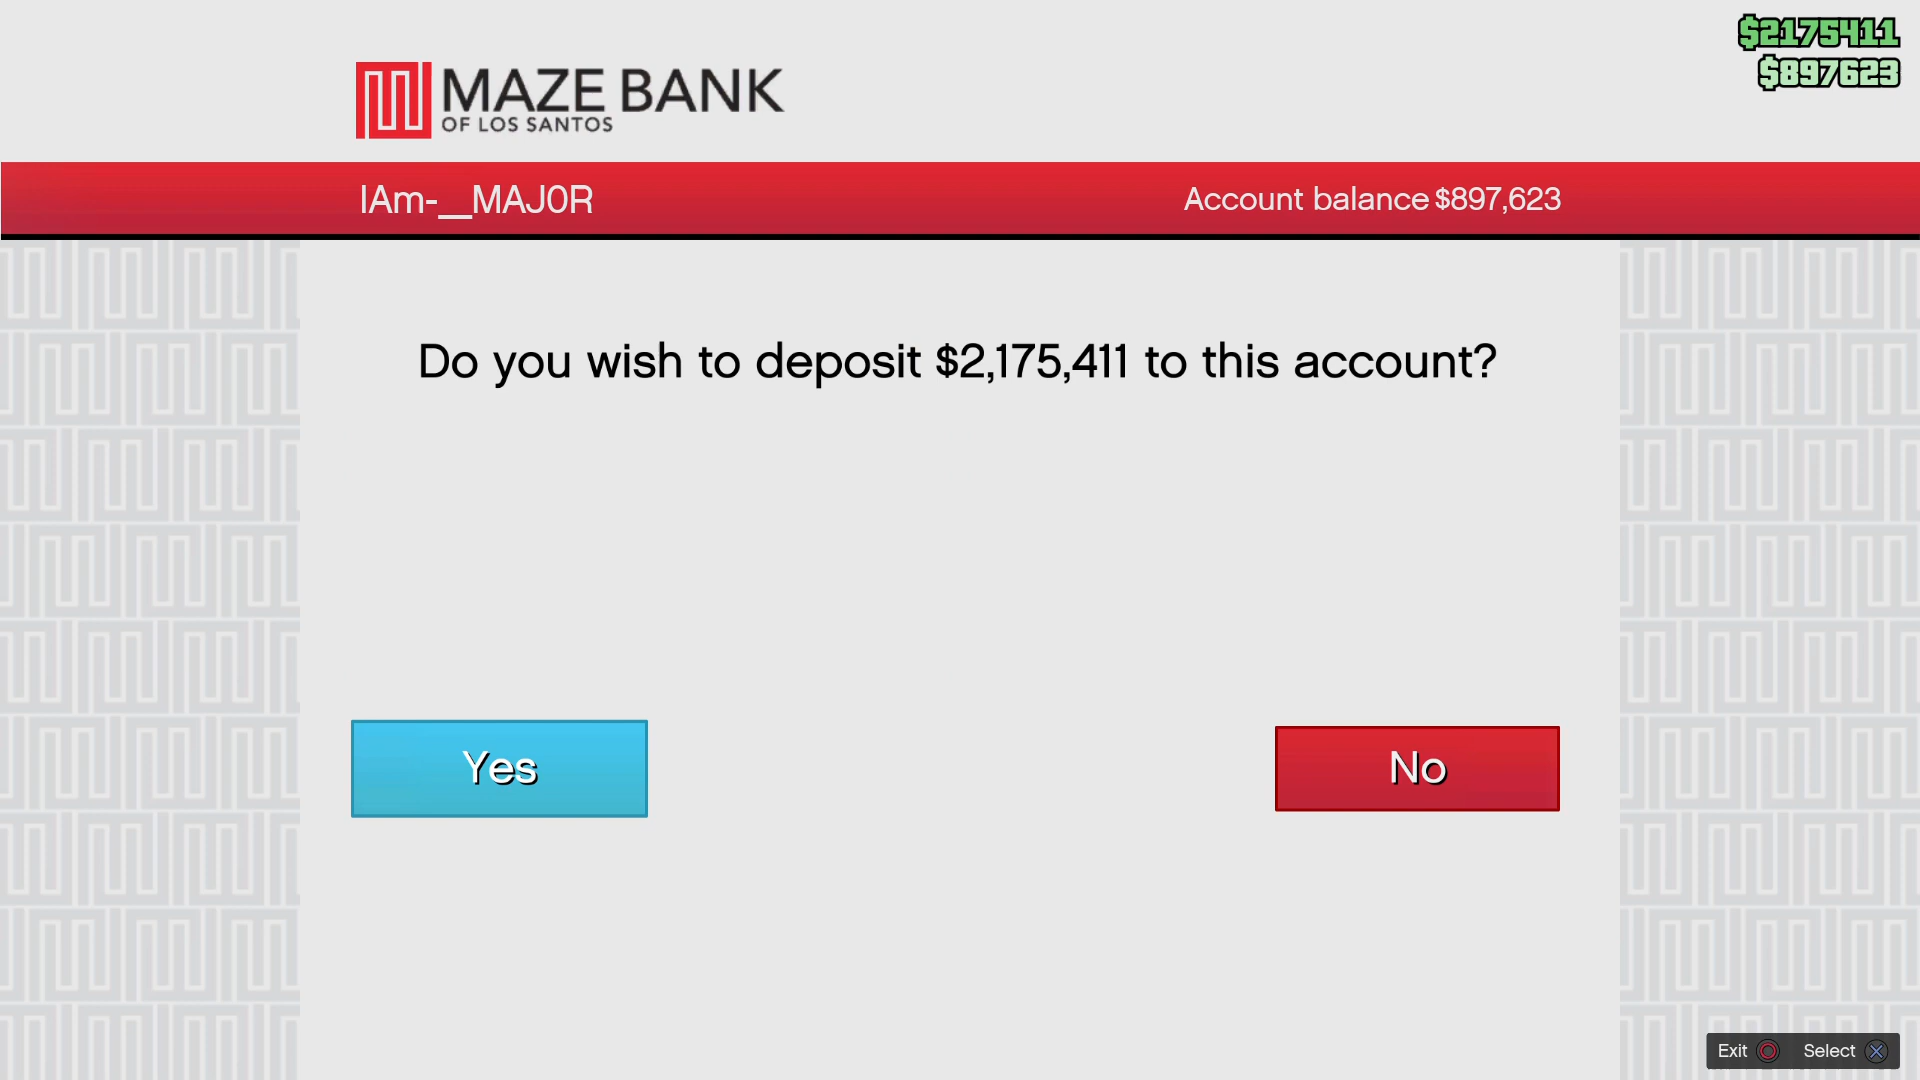 $2175411
$897623
MAZE BANK
OF LOS SANTOS
IAm-__MAJ0R
Account balance $897,623
Do you wish to deposit $2,175,411 to this account?
Yes
No
Exit Select